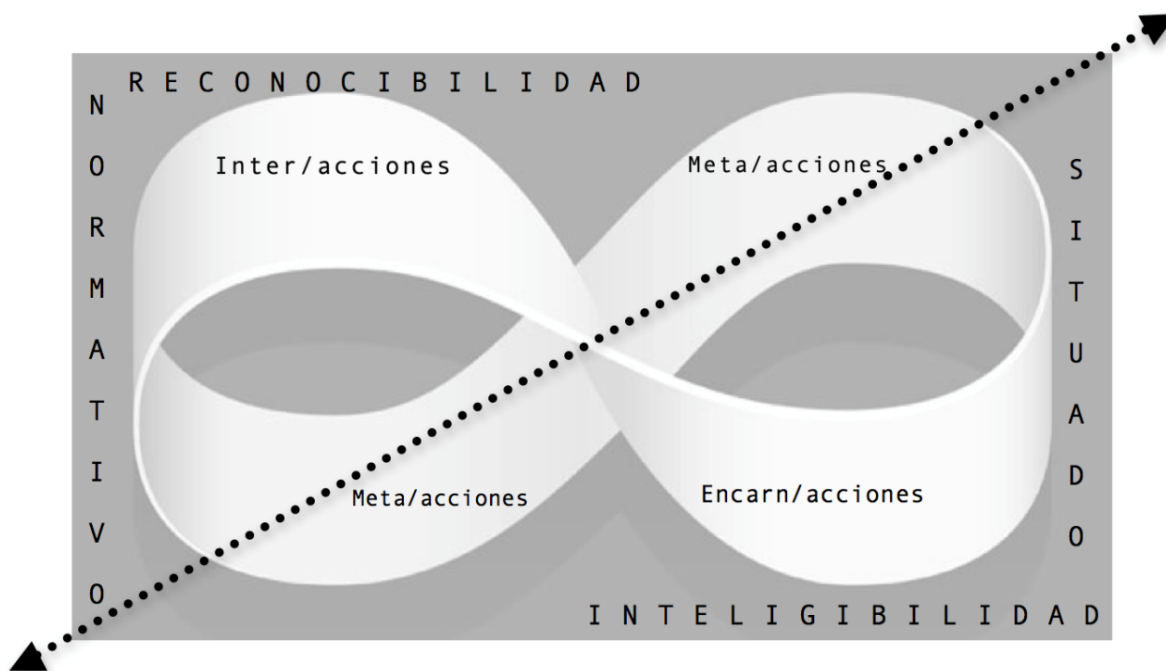 RECONOCIBILIDAD
NORMATIVO
Inter/acciones
Meta/acciones
SITUADO
Meta/acciones
Encarn/acciones
INTELIGIBILIDAD